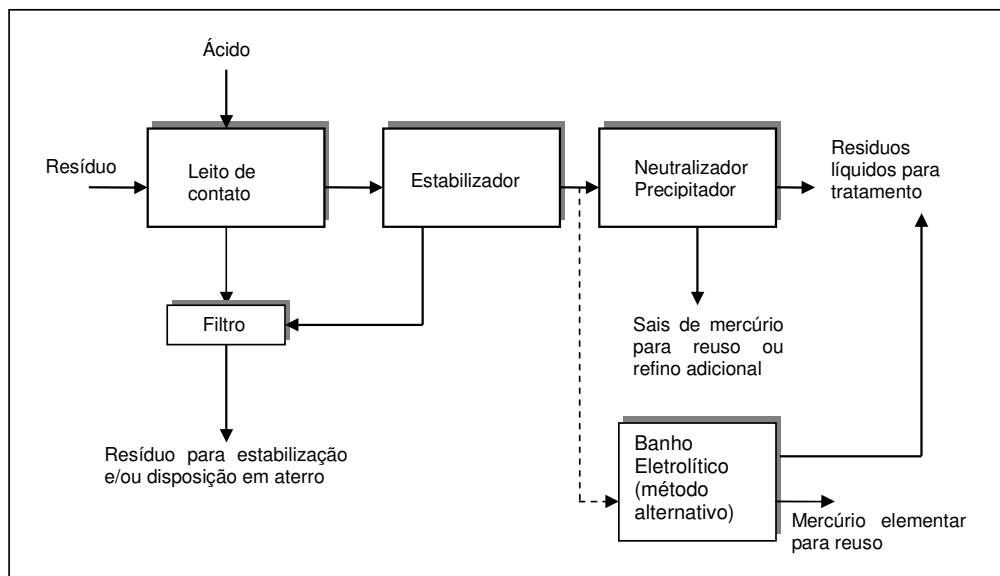 Ácido
Resíduo
Leito de
contato
Estabilizador
Neutralizador
Precipitador
Residuos
líquidos para
tratamento
Filtro
Sais de mercúrio
para reuso ou
refino adicional
Resíduo para estabilização
e/ou disposição em aterro
Banho
Eletrolítico
(método
alternativo)
Mercúrio elementar
para reuso